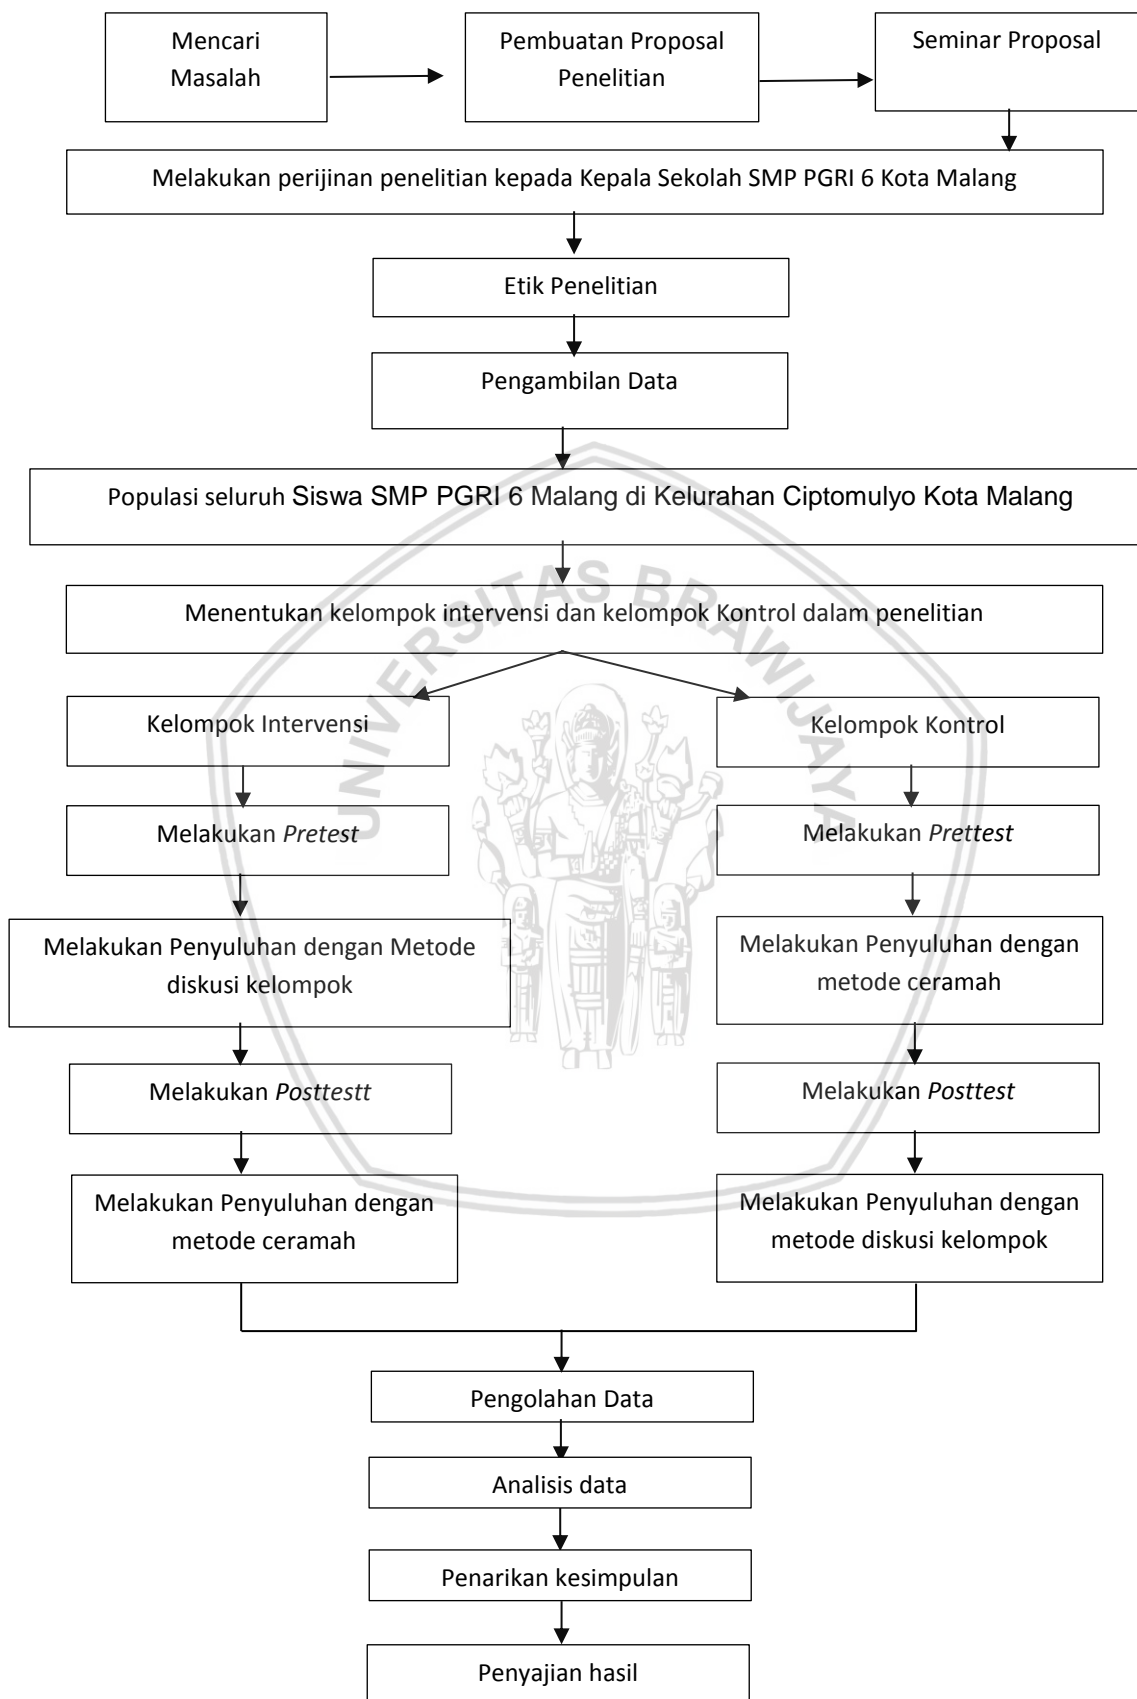 Mencari
Masalah
Pembuatan Proposal
Penelitian
Seminar Proposal
Melakukan perijinan penelitian kepada Kepala Sekolah SMP PGRI 6 Kota Malang
Etik Penelitian
Pengambilan Data
Populasi seluruh Siswa SMP PGRI 6 Malang di Kelurahan Ciptomulyo Kota Malang
UNIVERSITAS BRAWIJAYA
Menentukan kelompok intervensi dan kelompok Kontrol dalam penelitian
Kelompok Intervensi
Kelompok Kontrol
Melakukan Pretest
Melakukan Prettest
Melakukan Penyuluhan dengan Metode
diskusi kelompok
Melakukan Penyuluhan dengan
metode ceramah
Melakukan Posttestt
Melakukan Posttest
Melakukan Penyuluhan dengan
metode ceramah
Melakukan Penyuluhan dengan
metode diskusi kelompok
Pengolahan Data
Analisis data
Penarikan kesimpulan
Penyajian hasil